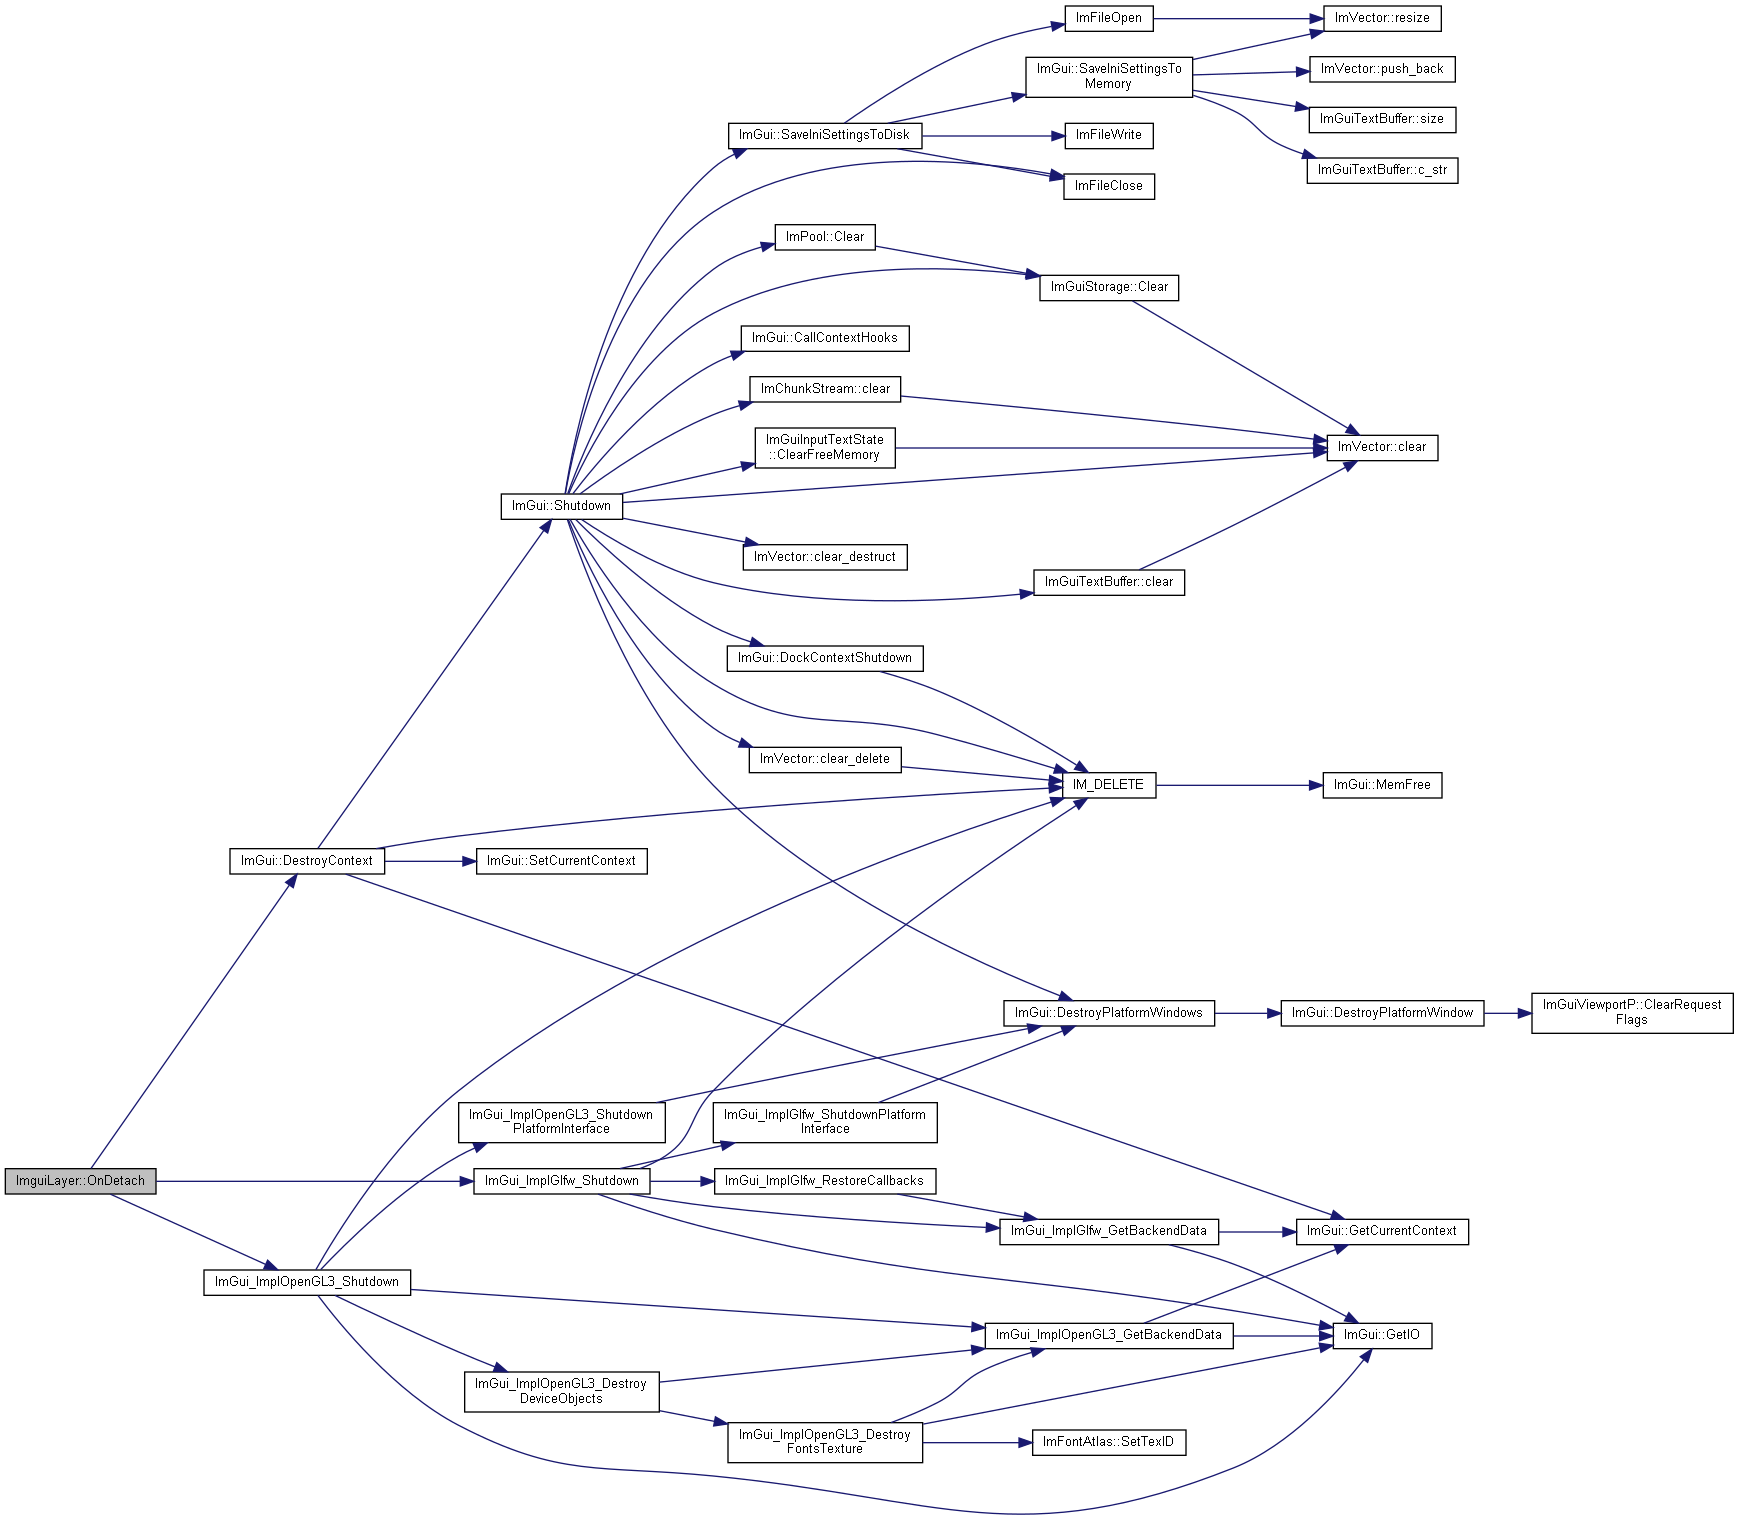 ImFileOpen
ImVector::resize
ImGui::SaveIniSettingsTo
Memory
ImVector::push_back
ImGuiTextBuffer::size
ImGui::SaveIniSettingsToDisk
ImFileWrite
ImGuiTextBuffer::c_str
ImFileClose
ImPool::Clear
ImGuiStorage::Clear
ImGui::CallContextHooks
ImChunkStream::clear
ImGuiInputTextState
::ClearFreeMemory
ImVector::clear
ImGui::Shutdown
ImVector::clear_destruct
ImGuiTextBuffer::clear
ImGui::DockContextShutdown
ImVector::clear_delete
IM_DELETE
ImGui::MemFree
ImGui::DestroyContext
ImGui::SetCurrentContext
ImGui::DestroyPlatformWindows
ImGui::DestroyPlatformWindow
ImGuiViewportP::ClearRequest
Flags
ImGui_ImplOpenGL3_Shutdown
PlatformInterface
ImGui_ImplGlfw_ShutdownPlatform
Interface
ImguiLayer::OnDetach
ImGui_ImplGlfw_Shutdown
ImGui_ImplGlfw_RestoreCallbacks
ImGui_ImplGlfw_GetBackendData
ImGui::GetCurrentContext
ImGui_ImplOpenGL3_Shutdown
ImGui_ImplOpenGL3_GetBackendData
ImGui::GetIO
ImGui_ImplOpenGL3_Destroy
DeviceObjects
ImGui_ImplOpenGL3_Destroy
FontsTexture
ImFontAtlas::SetTexID